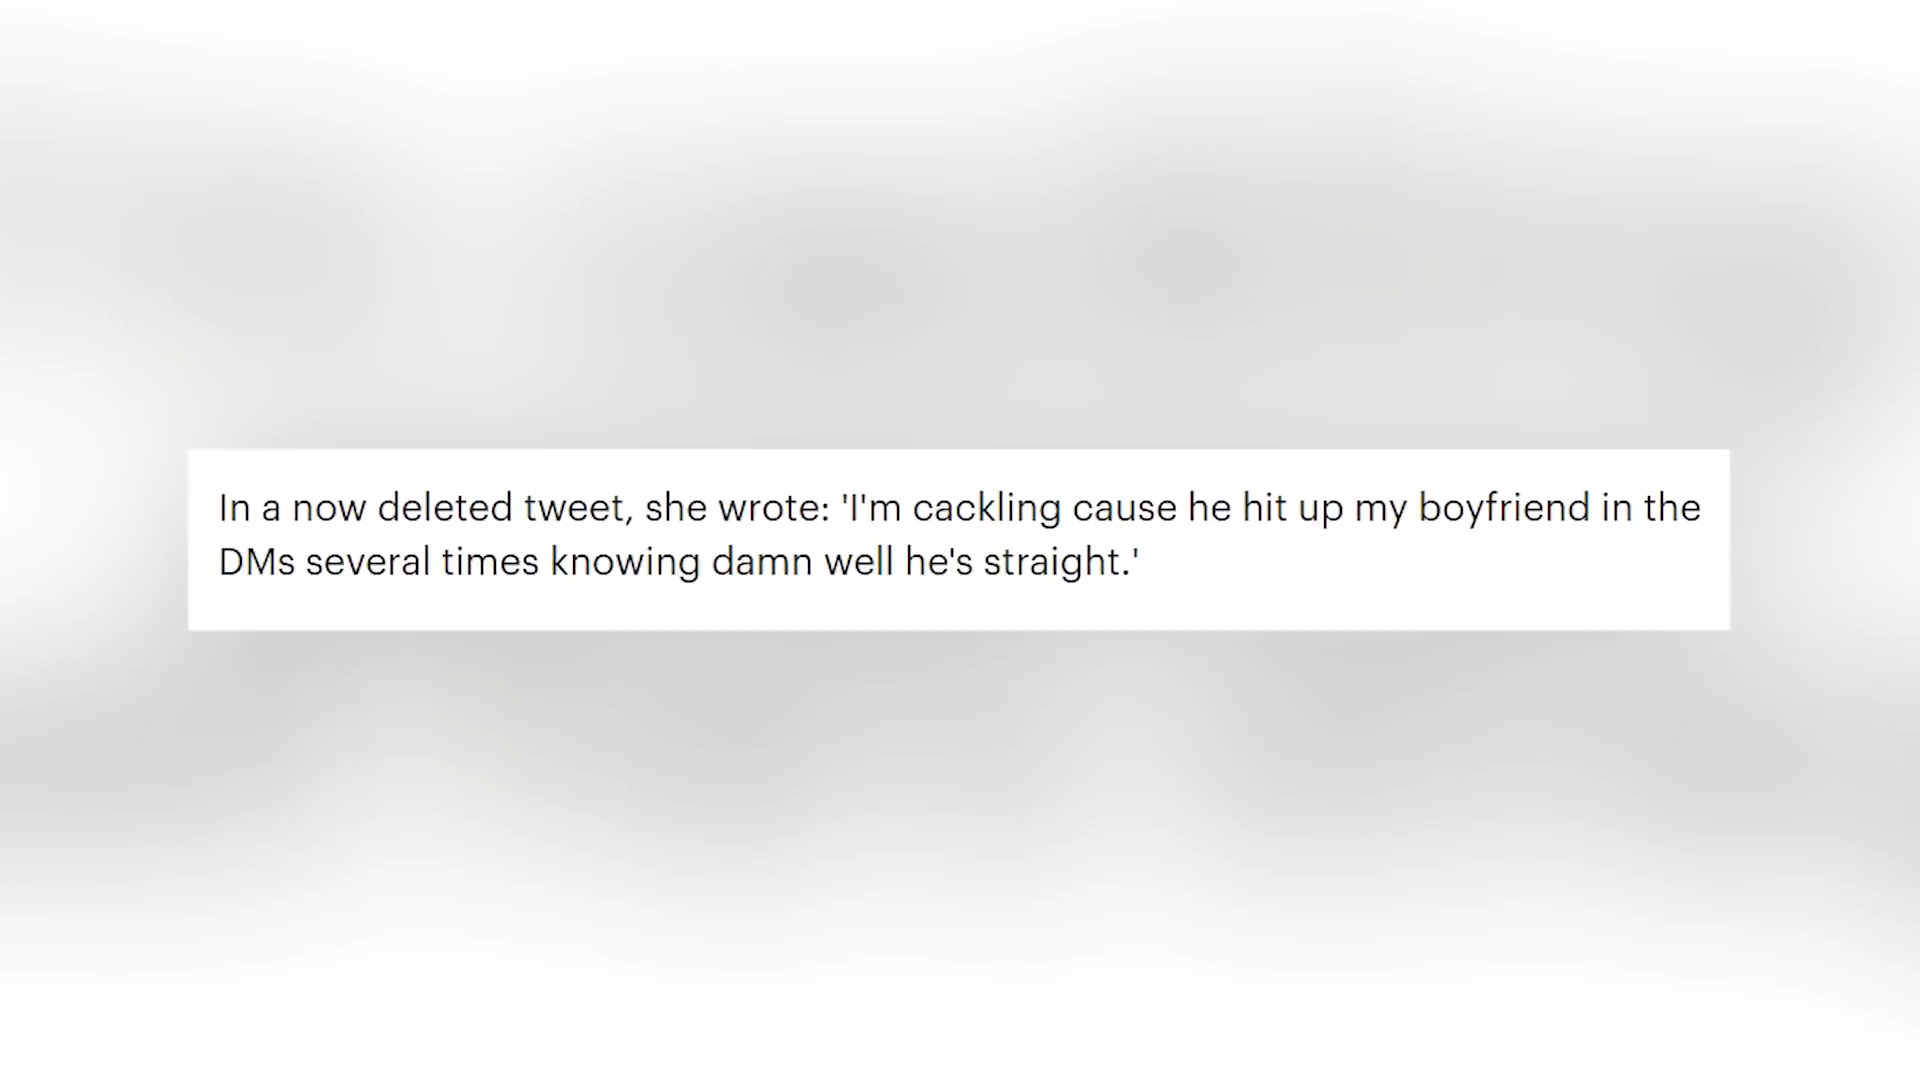 In a now deleted tweet, she wrote: 'I'm cackling cause he hit up my boyfriend in the
DMs several times knowing damn well he's straight.'